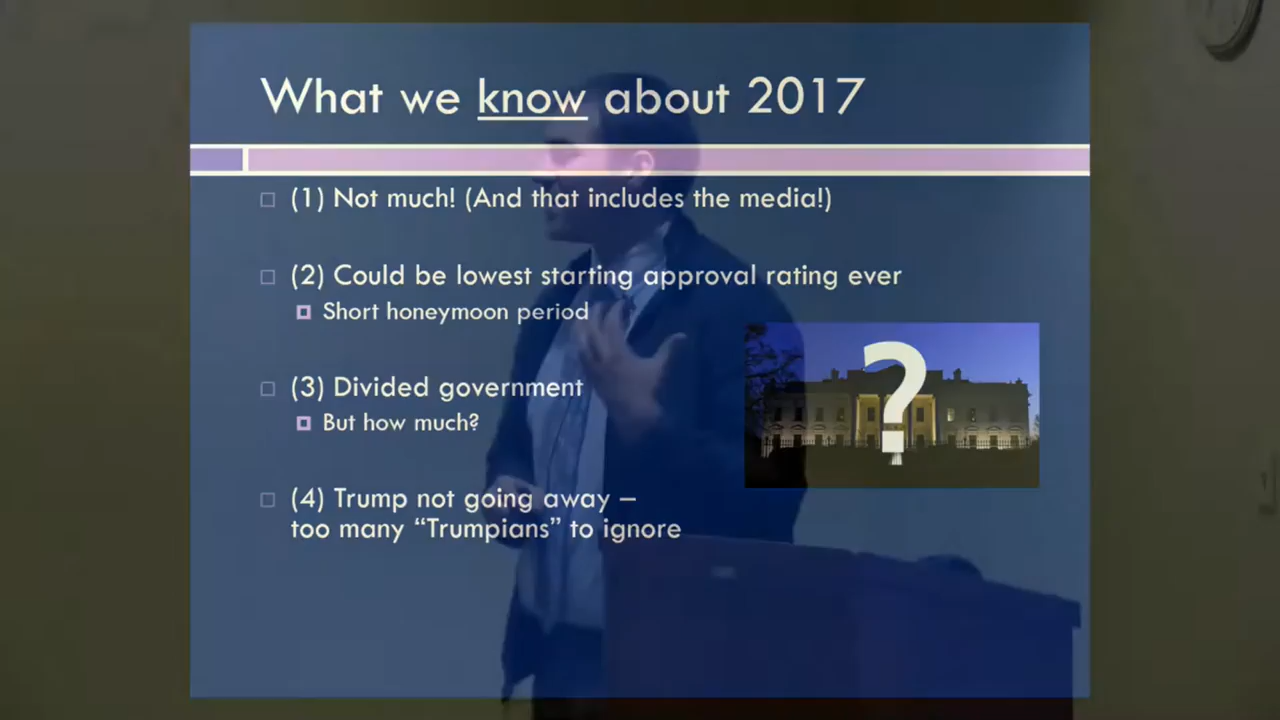 What we know about 2017
(1) Not much! (And that includes the media!)
(2) Could be lowest starting approval rating ever
Short honeymoon period
(3) Divided government
But how much?
?
(4) Trump not going away –
too many “Trumpians” to ignore